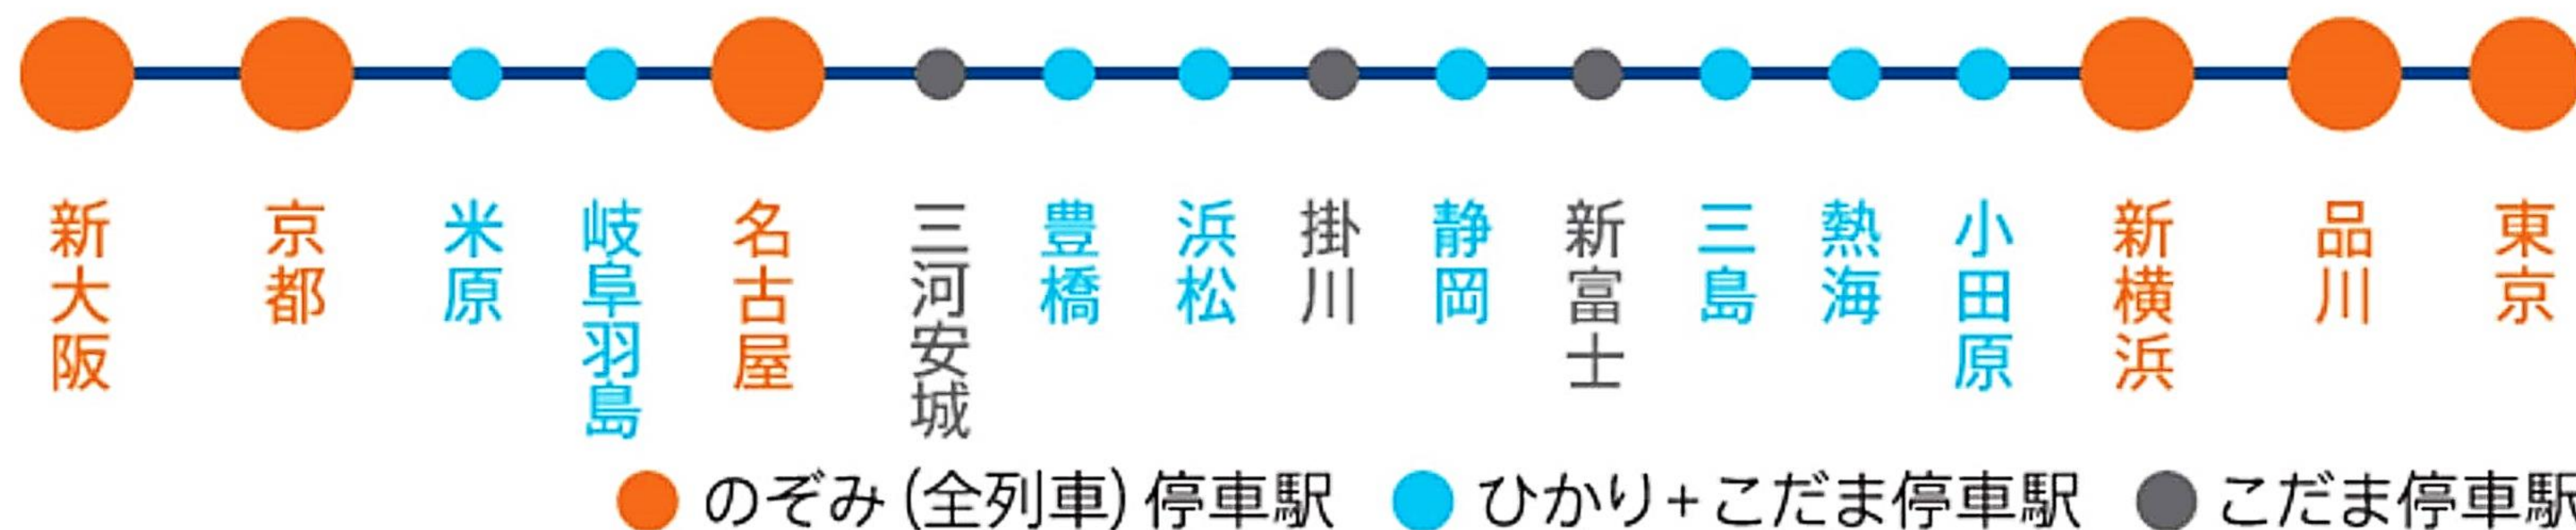 新大阪
京都
米原
岐阜羽島
名古屋
三河安城
豊橋
浜松
掛川
静岡
新富士
三島
熱海
小田原
新横浜
品川
東京
のぞみ (全列車) 停車駅
ひかり+こだま停車駅
こだま停車駅